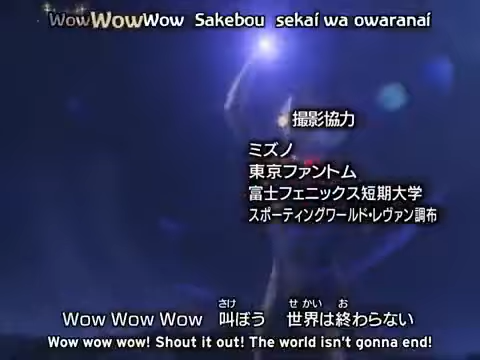 WowWowWow Sakebou sekai wa owaranai
撮影協力
ミズノ
東京ファントム
富士フェニックス短期大学
スポーティングワールド・レヴァン調布
さけ せかい お
Wow Wow Wow 叫ぼう 世界は終わらない
Wow wow wow! Shout it out! The world isn't gonna end!